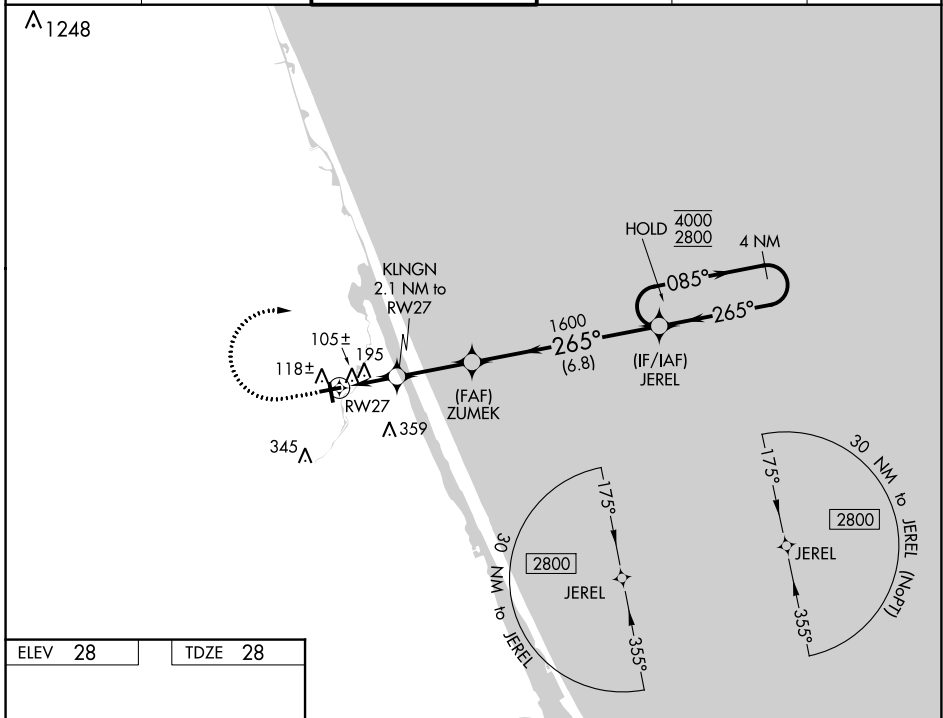 1248
HOLD 4000
2800
4 NM
085°
265°
KLNGN
2.1 NM to
RW27
1600
265°
(6.8)
(IF/IAF)
JEREL
105±
195
118±
RW27
(FAF)
ZUMEK
359
345
175°
30 NM to JEREL
2800
JEREL
355°
175°
30 NM to JEREL (NoPT)
2800
JEREL
355°
ELEV 28
TDZE 28